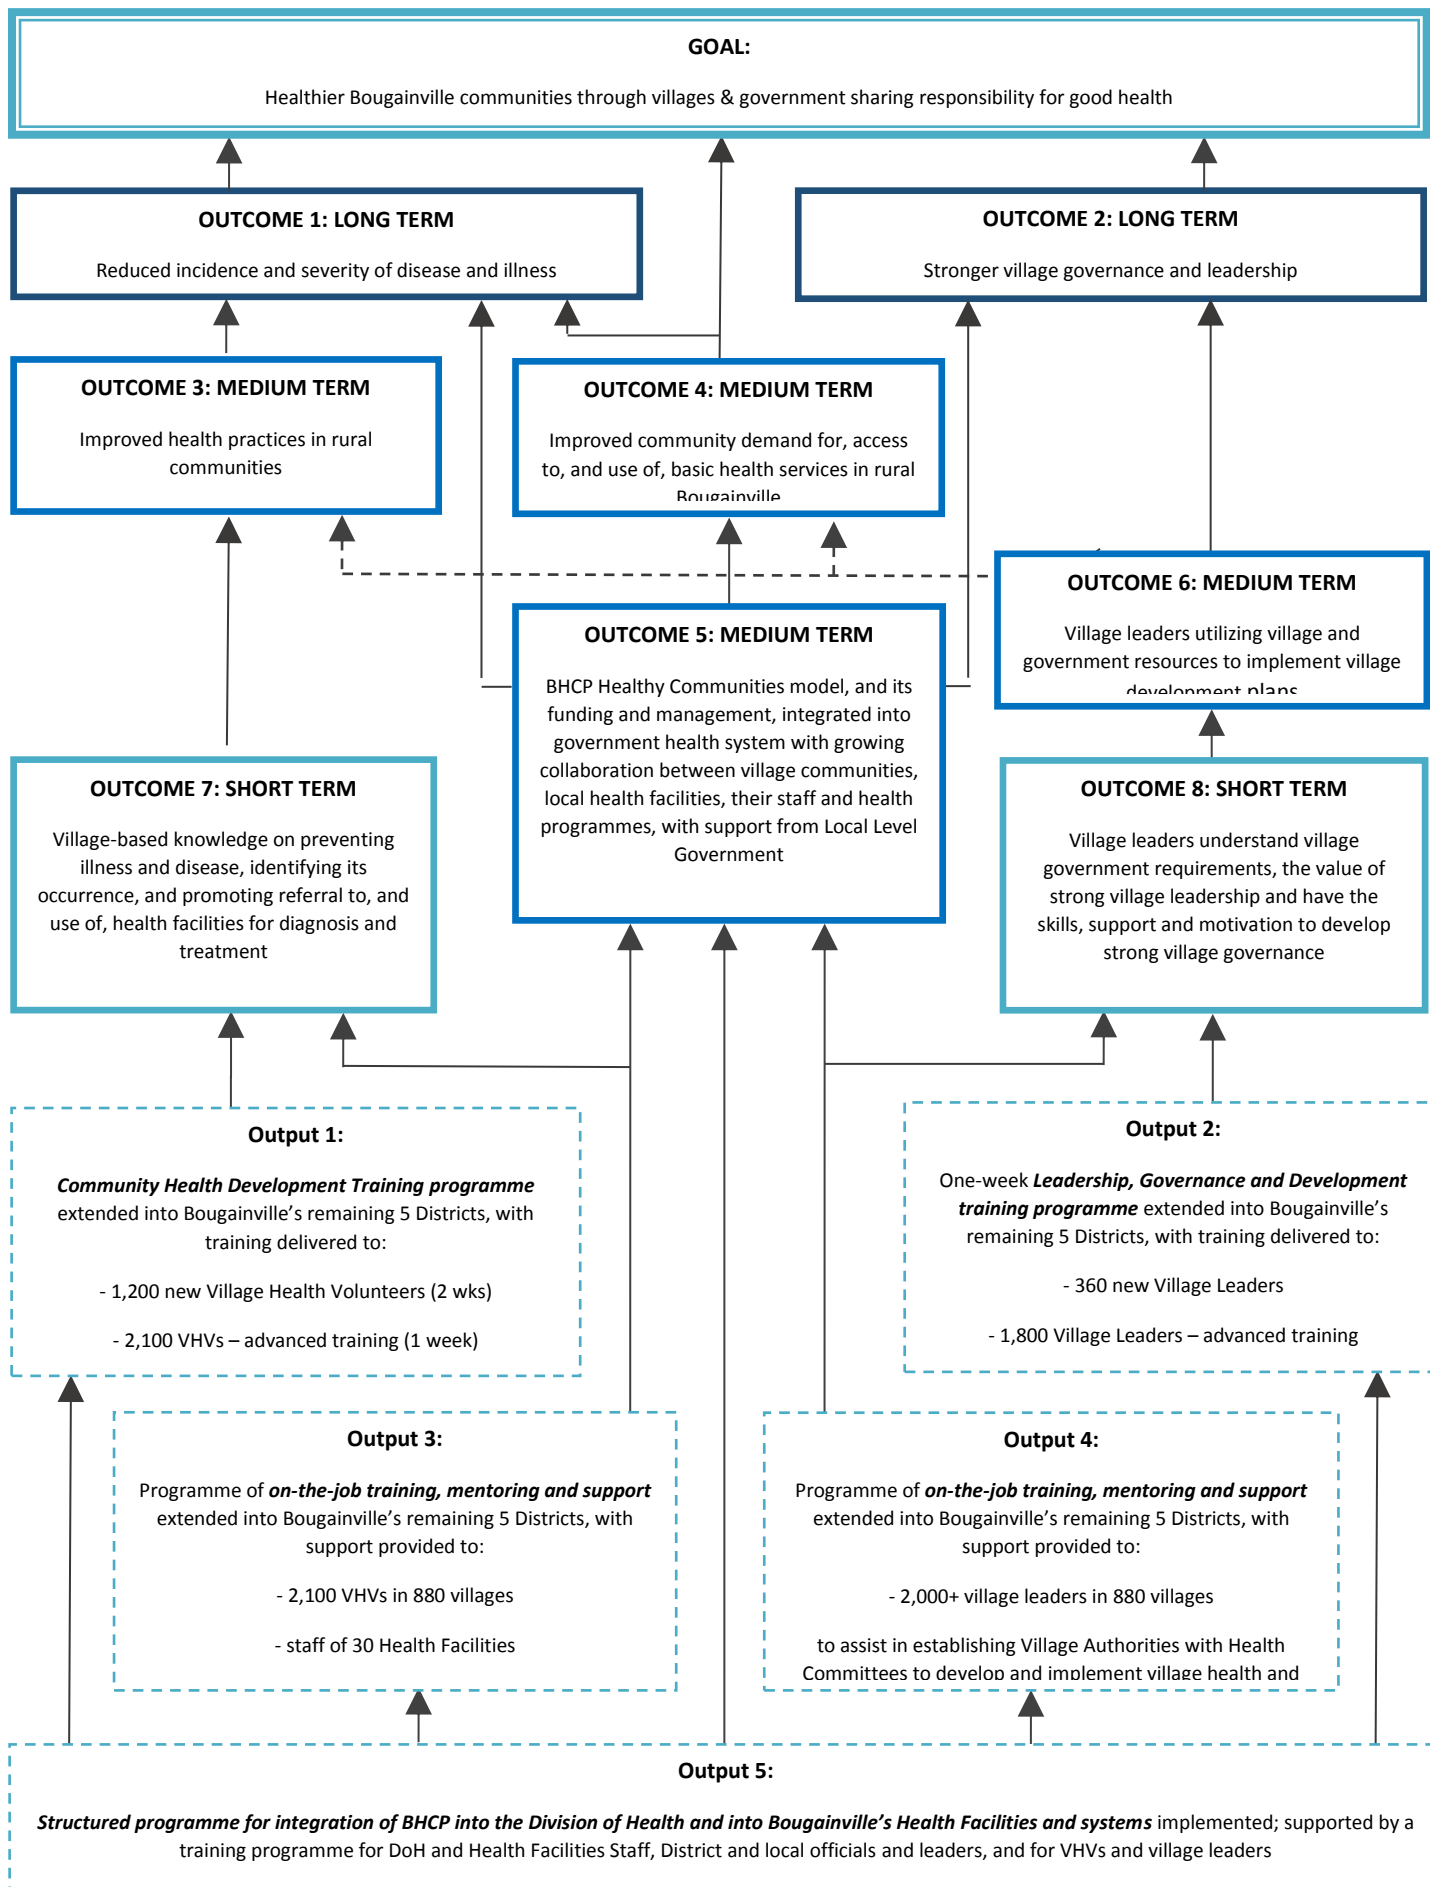 GOAL:
Healthier Bougainville communities through villages & government sharing responsibility for good health
OUTCOME 1: LONG TERM
Reduced incidence and severity of disease and illness
OUTCOME 2: LONG TERM
Stronger village governance and leadership
OUTCOME 3: MEDIUM TERM
Improved health practices in rural
communities
OUTCOME 4: MEDIUM TERM
Improved community demand for, access
to, and use of, basic health services in rural
Bougainville
OUTCOME 6: MEDIUM TERM
Village leaders utilizing village and
government resources to implement village
development plans
OUTCOME 5: MEDIUM TERM
BHCP Healthy Communities model, and its
funding and management, integrated into
government health system with growing
collaboration between village communities,
local health facilities, their staff and health
programmes, with support from Local Level
Government
OUTCOME 7: SHORT TERM
Village-based knowledge on preventing
illness and disease, identifying its
occurrence, and promoting referral to, and
use of, health facilities for diagnosis and
treatment
OUTCOME 8: SHORT TERM
Village leaders understand village
government requirements, the value of
strong village leadership and have the
skills, support and motivation to develop
strong village governance
Output 1:
Community Health Development Training programme
extended into Bougainville's remaining 5 Districts, with
training delivered to:
- 1,200 new Village Health Volunteers (2 wks)
- 2,100 VHVs – advanced training (1 week)
Output 2:
One-week Leadership, Governance and Development
training programme extended into Bougainville's
remaining 5 Districts, with training delivered to:
- 360 new Village Leaders
- 1,800 Village Leaders – advanced training
Output 3:
Programme of on-the-job training, mentoring and support
extended into Bougainville's remaining 5 Districts, with
support provided to:
- 2,100 VHVs in 880 villages
- staff of 30 Health Facilities
Output 4:
Programme of on-the-job training, mentoring and support
extended into Bougainville's remaining 5 Districts, with
support provided to:
- 2,000+ village leaders in 880 villages
to assist in establishing Village Authorities with Health
Committees to develop and implement village health and
Output 5:
Structured programme for integration of BHCP into the Division of Health and into Bougainville's Health Facilities and systems implemented; supported by a
training programme for DoH and Health Facilities Staff, District and local officials and leaders, and for VHVs and village leaders